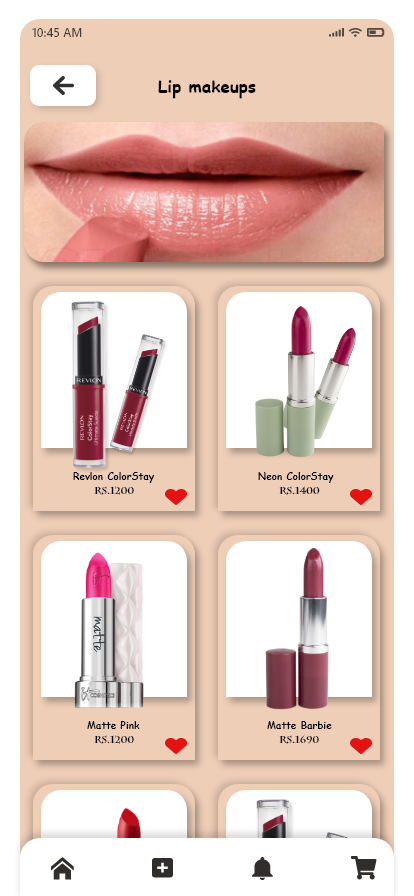 10:45 AM
Lip makeups
REVLON
REVLON
ColorStay
Revlon ColorStay
RS.1200
Neon ColorStay
RS.1400
matte
Matte Pink
RS.1200
Matte Barbie
RS.1690